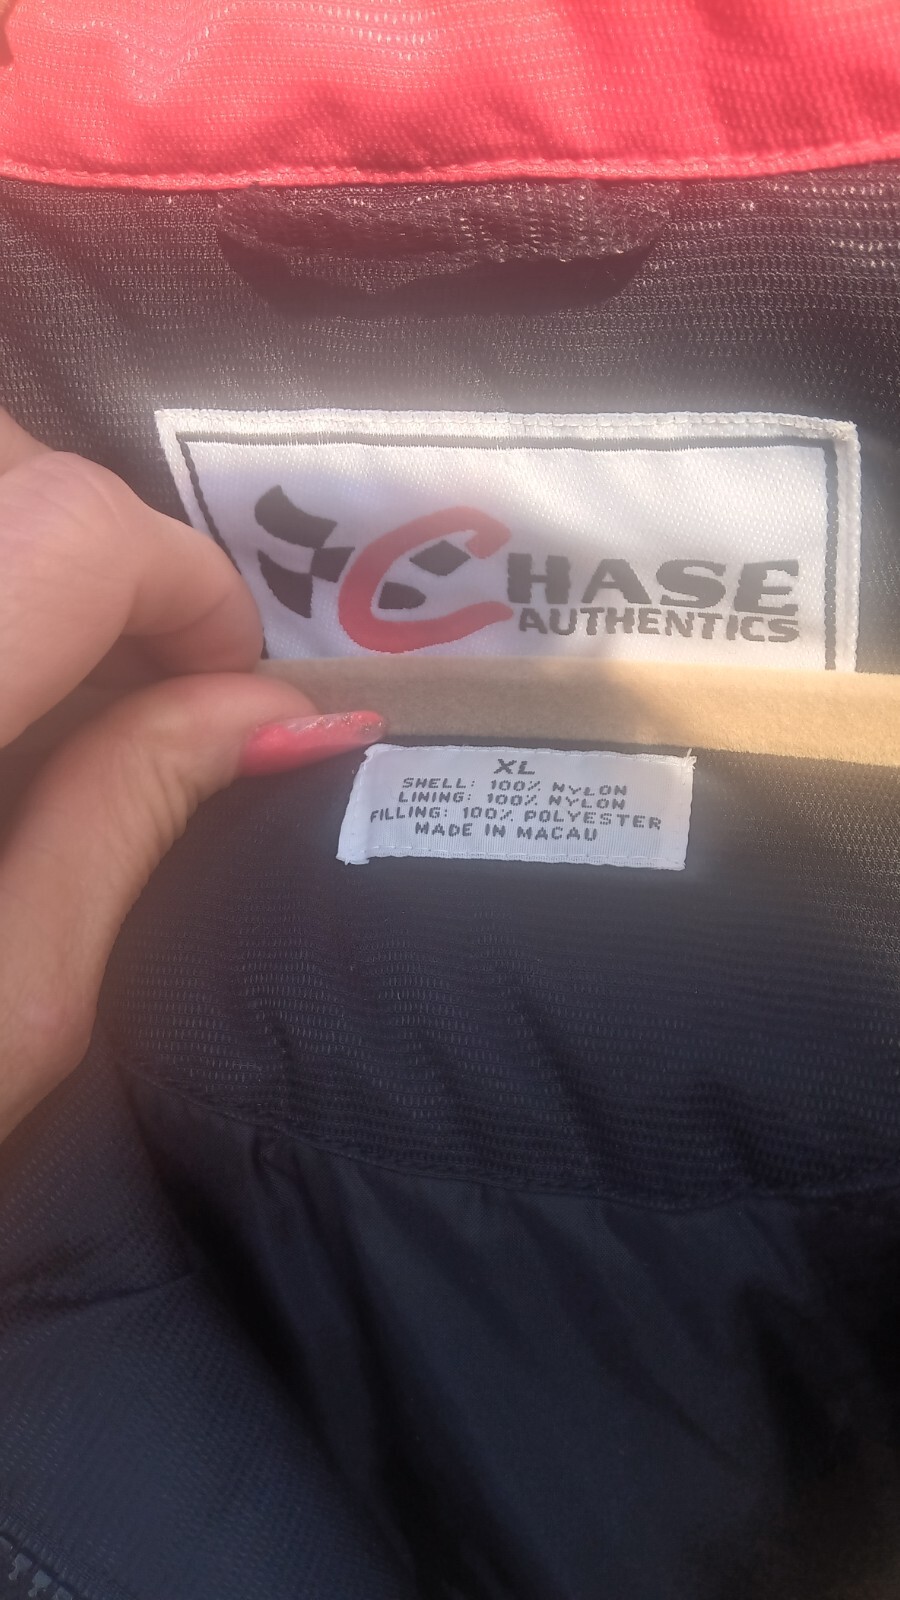 CHASE
AUTHENTICS
XL
SHELL: 100% NYLON
LINING: 100% NYLON
FILLING: 100% POLYESTER
MADE IN MACAU